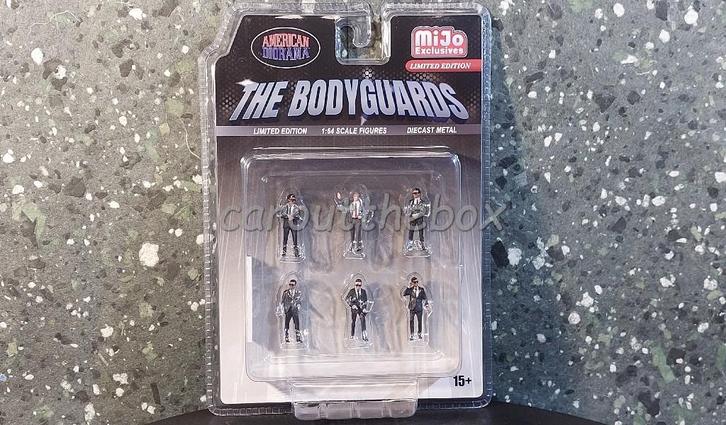 AMERICAN
DIORAMA
MiJo
Exclusives
LIMITED EDITION
THE BODYGUARDS
LIMITED EDITION 1:64 SCALE FIGURES DIECAST METAL
caroutthebox
15+